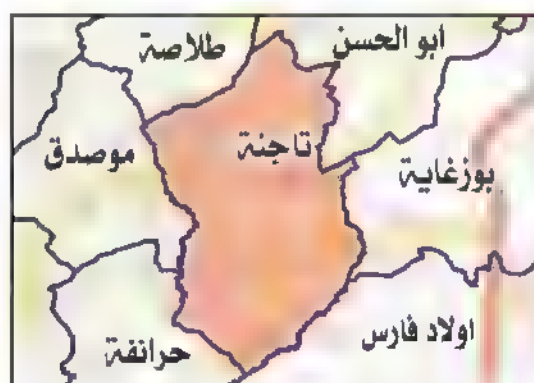 ابو الحسن
طلاصة
تاجنة
موصدق
بوزغاية
اولاد فارس
حرانفة